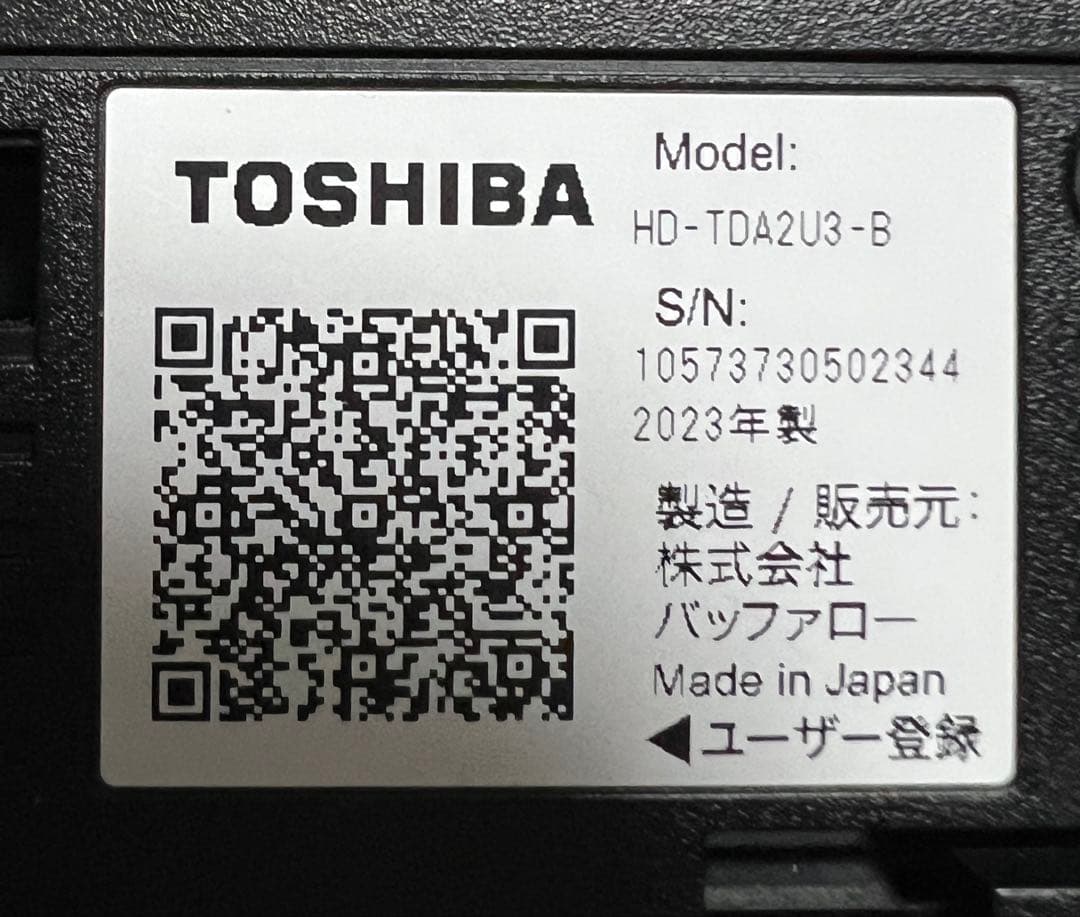 TOSHIBA
Model:
HD-TDA2U3-B
S/N:
10573730502344
2023年製
製造 / 販売元:
株式会社
バッファロー
Made in Japan
◀ユーザー登録